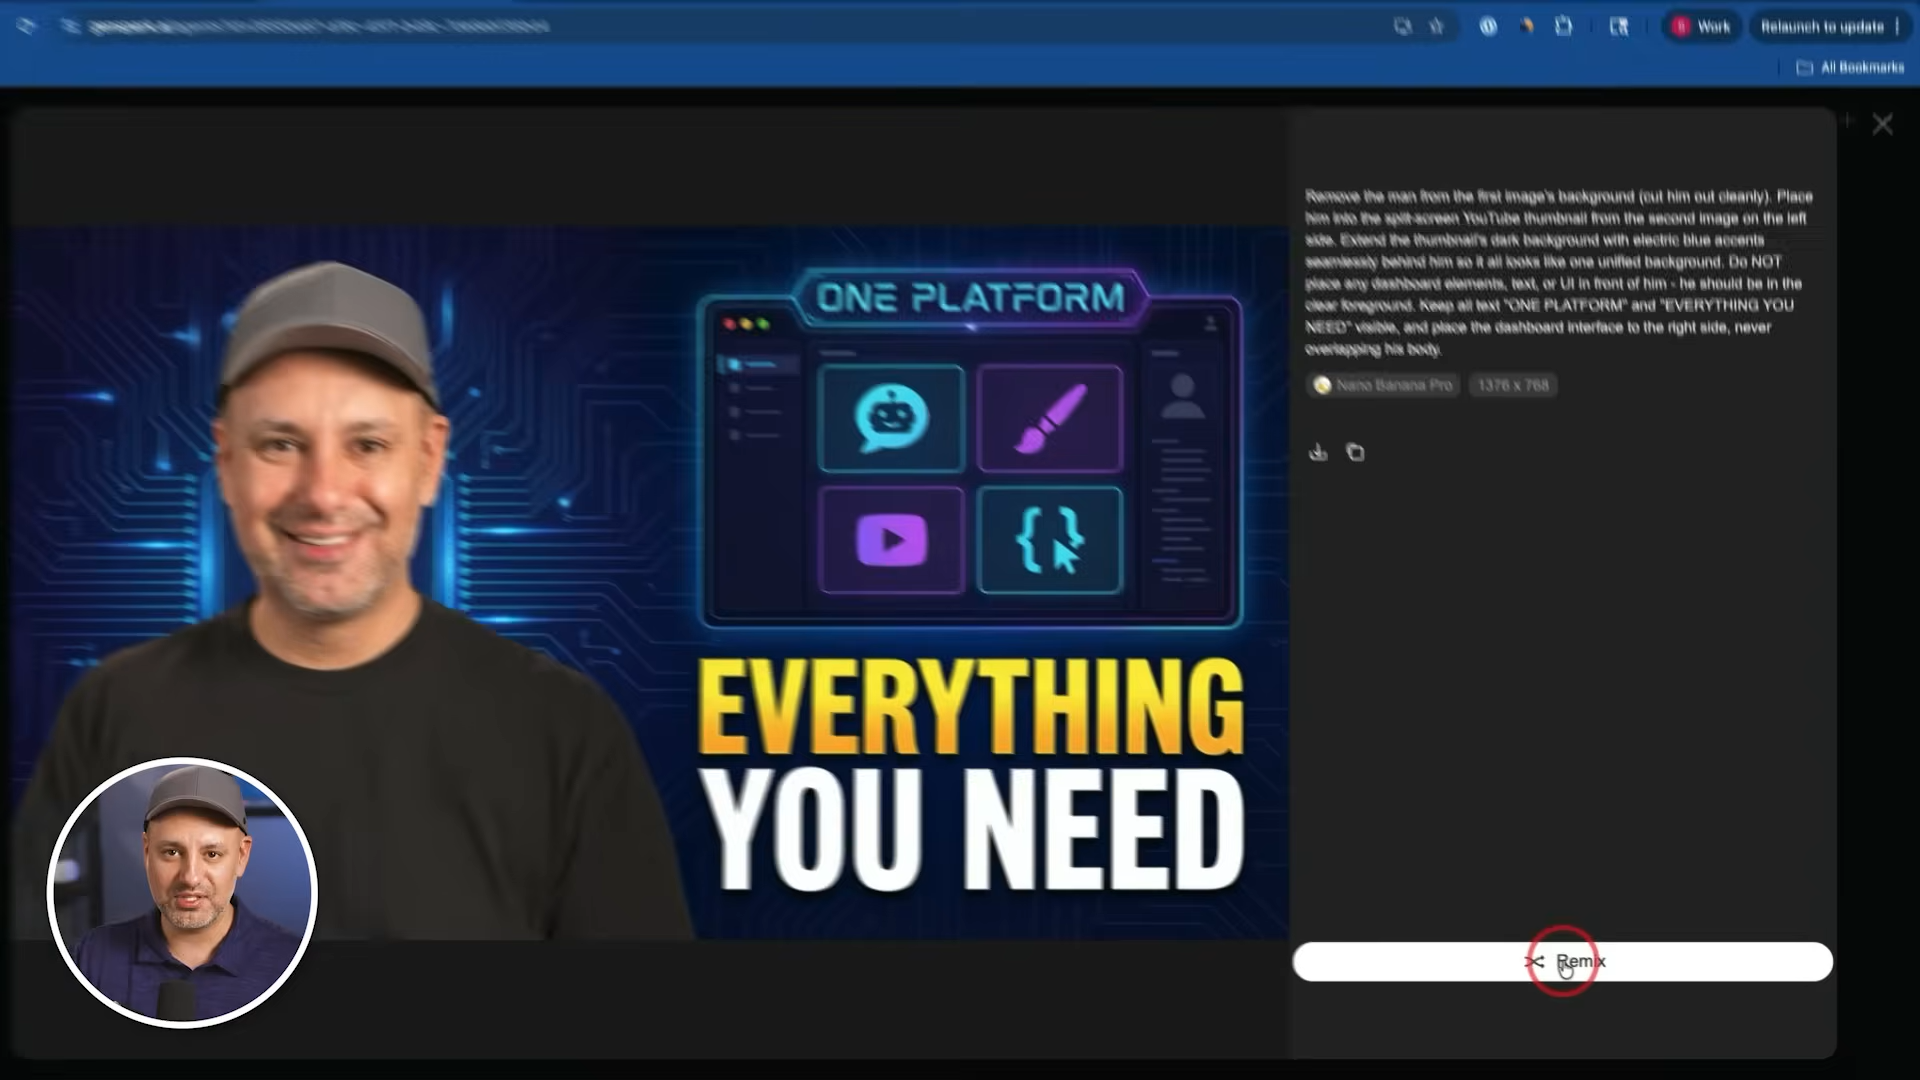 Work
Relaunch to update
All Bookmarks
Remove the man from the first image's background (cut him out cleanly). Place
him into the split-screen YouTube thumbnail from the second image on the left
side. Extend the thumbnail's dark background with electric blue accents
seamlessly behind him so it all looks like one unified background. Do NOT
place any dashboard elements, text, or UI in front of him - he should be in the
clear foreground. Keep all text "ONE PLATFORM" and "EVERYTHING YOU
NEED" visible, and place the dashboard interface to the right side, never
overlapping his body.
Nano Banana Pro
1376 x 768
ONE PLATFORM
EVERYTHING
YOU NEED
Remix